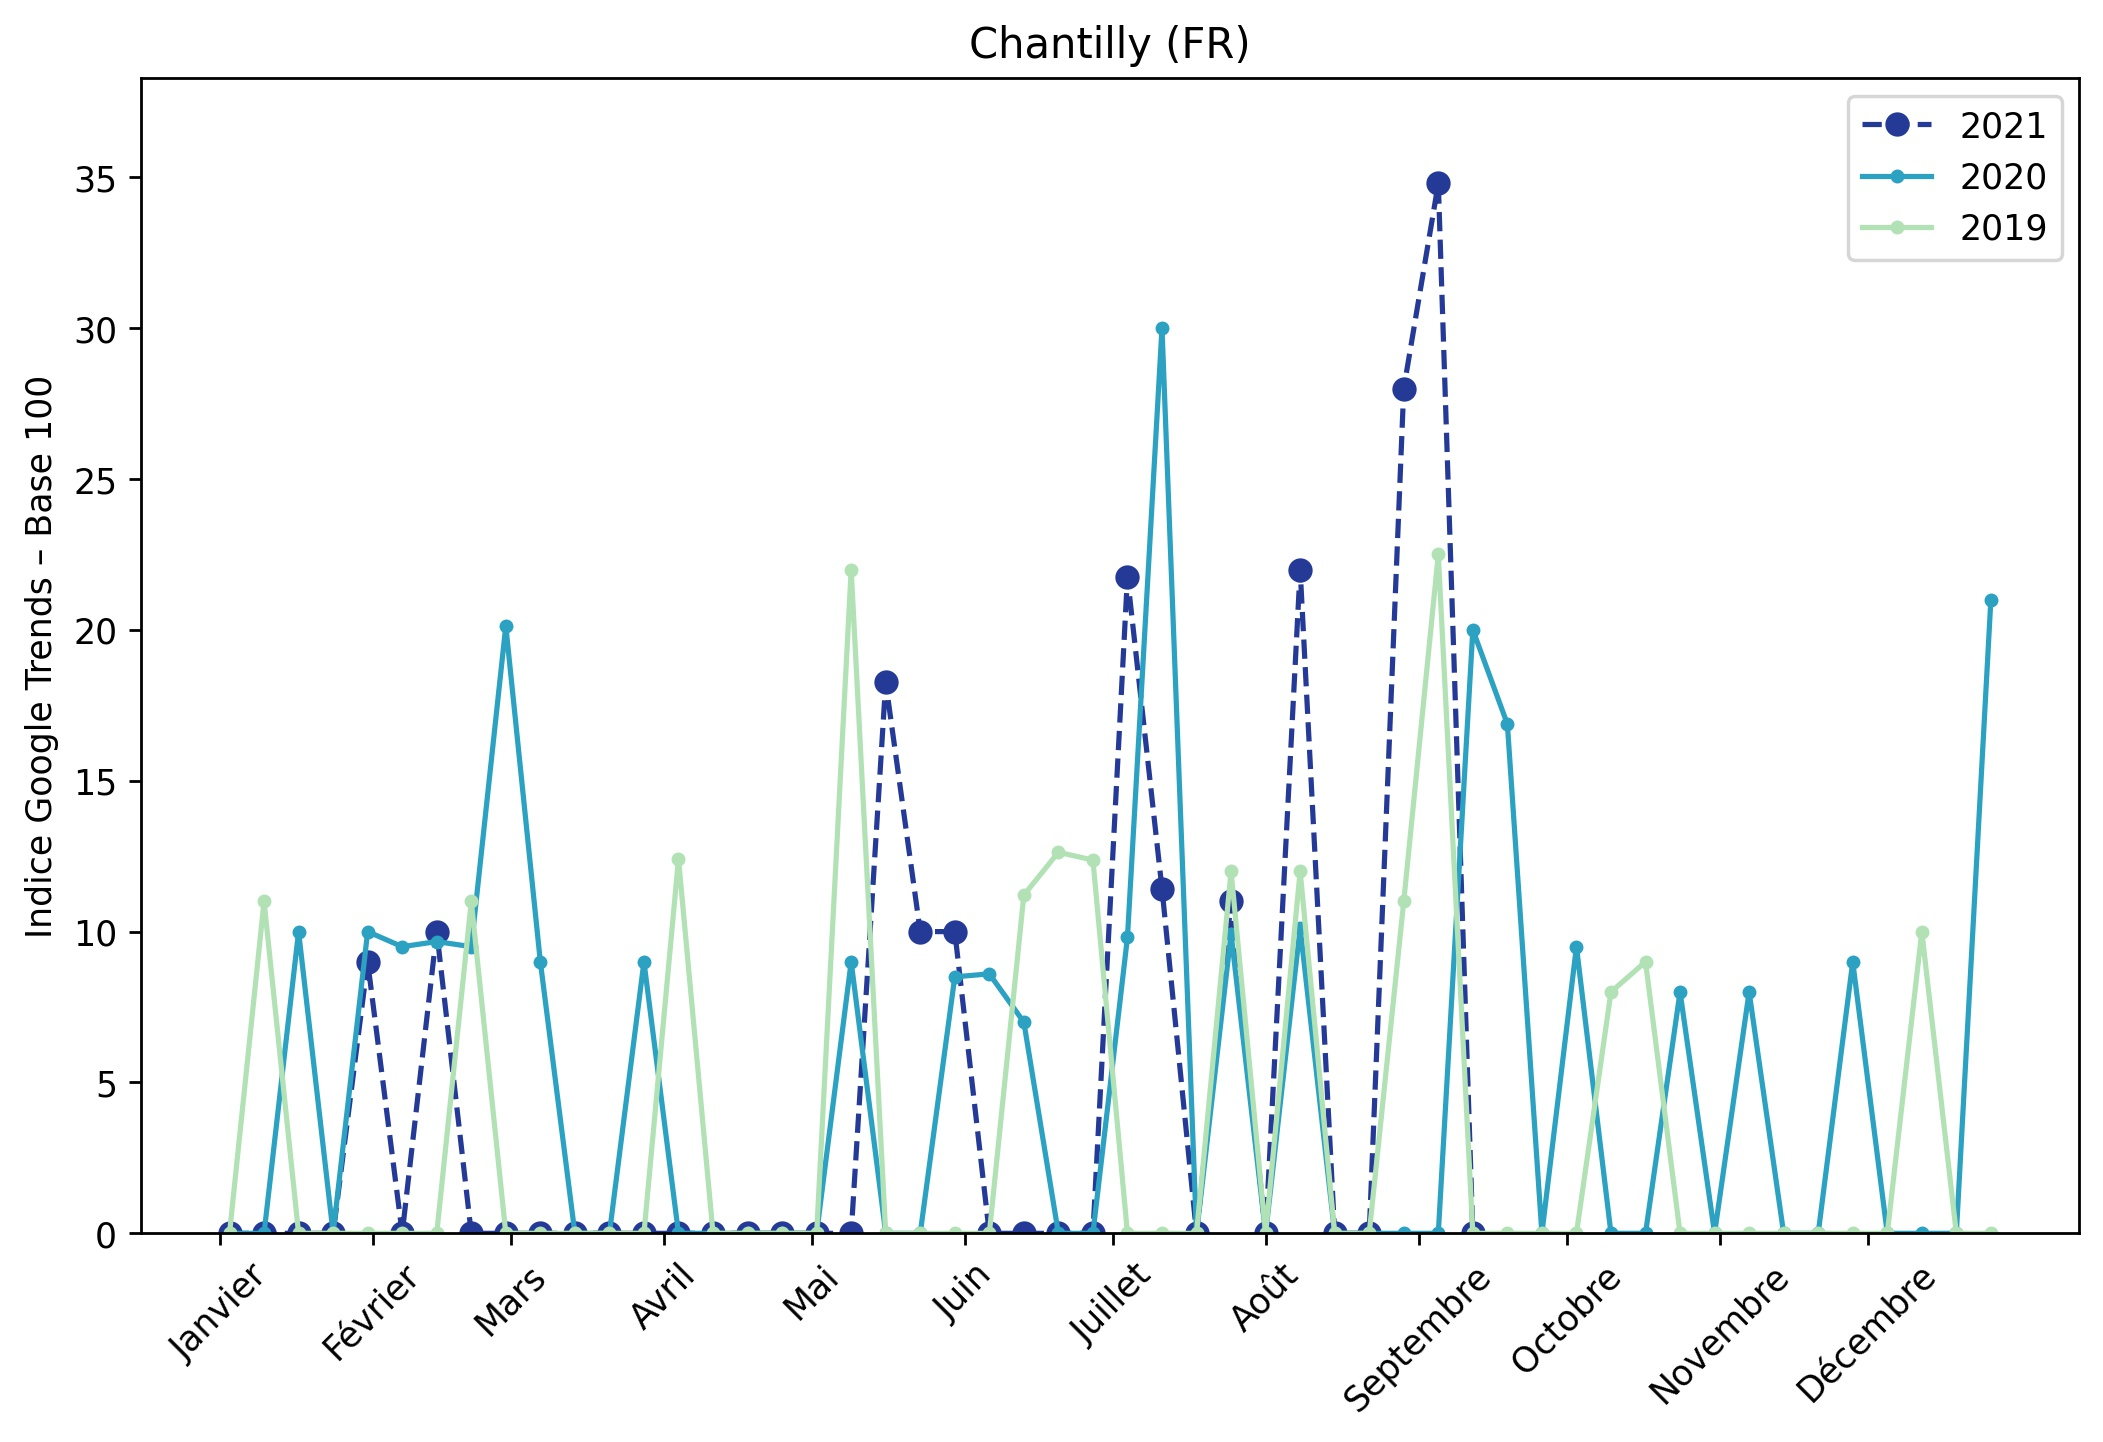 Chantilly (FR)
Indice Google Trends – Base 100
35
30
25
20
15
10
5
0
2021
2020
2019
Janvier
Février
Mars
Avril
Mai
Juin
Juillet
Août
Septembre
Octobre
Novembre
Décembre